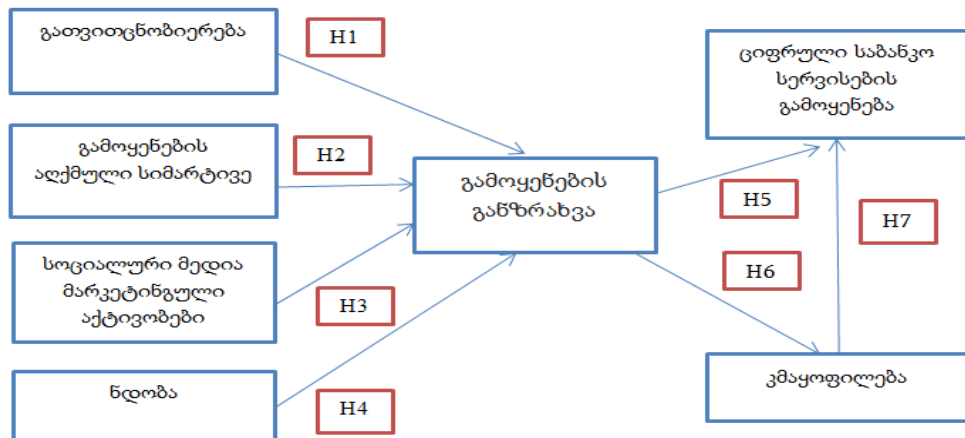 გათვითცნობიერება
H1
ციფრული საბანკო
სერვისების
გამოყენება
გამოყენების
აღქმული სიმარტივე
H2
გამოყენების
განზრახვა
H5
H7
სოციალური მედია
მარკეტინგული
აქტივობები
H3
H6
ნდობა
H4
კმაყოფილება